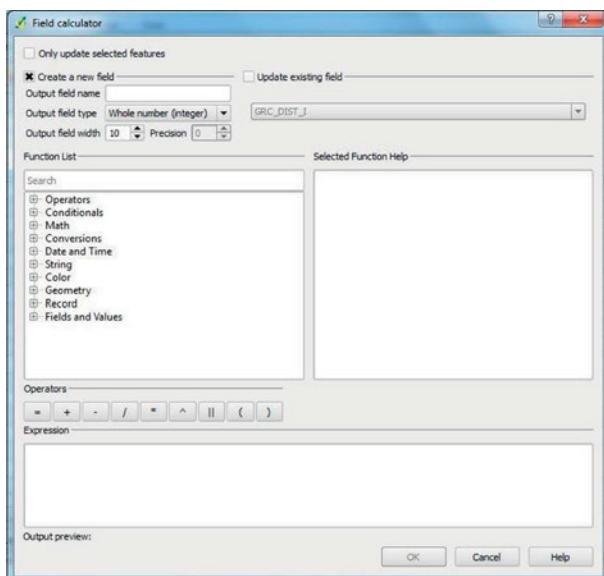 Field calculator
Only update selected features
Create a new field
Update existing field
Output field name
Output field type Whole number (integer)
GRC_DIST_I
Output field width 10 Precision 0
Function List
Selected Function Help
Search
Operators
Conditionals
Math
Conversions
Date and Time
String
Color
Geometry
Record
Fields and Values
Operators
= + - / * ^ || ( )
Expression
Output preview:
OK Cancel Help